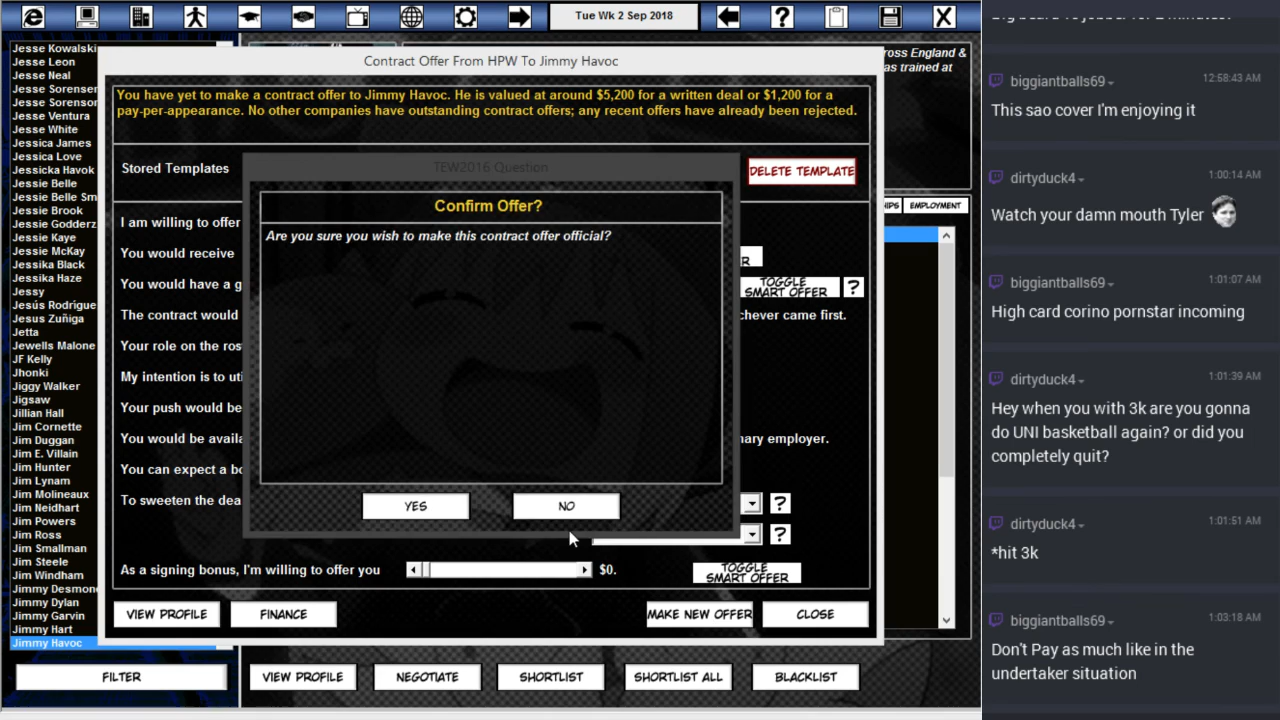 Tue Wk 2 Sep 2018
Jesse Kowalski
Jesse Leon
Jesse Neal
Jesse Sorensen
Jesse Sorenson
Jesse Ventura
Jesse White
Jessica James
Jessica Love
Jessicka Havok
Jessie Belle
Jessie Belle Sm
Jessie Brook
Jessie Godderz
Jessie Kaye
Jessie McKay
Jessika Black
Jessika Haze
Jessy
Jesús Rodríguez
Jesus Zuñiga
Jetta
Jewells Malone
JF Kelly
Jhonki
Jiggy Walker
Jigsaw
Jillian Hall
Jim Cornette
Jim Duggan
Jim E. Villain
Jim Hunter
Jim Lynam
Jim Molineaux
Jim Neidhart
Jim Powers
Jim Ross
Jim Smallman
Jim Steele
Jim Windham
Jimmy Desmond
Jimmy Dylan
Jimmy Garvin
Jimmy Hart
Jimmy Havoc
FILTER
ross England &
as trained at
HIPS
EMPLOYMENT
Contract Offer From HPW To Jimmy Havoc
You have yet to make a contract offer to Jimmy Havoc. He is valued at around $5,200 for a written deal or $1,200 for a
pay-per-appearance. No other companies have outstanding contract offers; any recent offers have already been rejected.
Stored Templates
DELETE TEMPLATE
I am willing to offer
You would receive
R
You would have a g
TOGGLE
SMART OFFER
?
The contract would
chever came first.
Your role on the ros
My intention is to uti
Your push would be
You would be availa
nary employer.
You can expect a bo
To sweeten the dea
?
?
As a signing bonus, I'm willing to offer you
$0.
TOGGLE
SMART OFFER
VIEW PROFILE
FINANCE
MAKE NEW OFFER
CLOSE
TEW2016 Question
Confirm Offer?
Are you sure you wish to make this contract offer official?
YES
NO
VIEW PROFILE
NEGOTIATE
SHORTLIST
SHORTLIST ALL
BLACKLIST
biggiantballs69
12:58:43 AM
This sao cover I'm enjoying it
dirtyduck4
1:00:14 AM
Watch your damn mouth Tyler
biggiantballs69
1:01:07 AM
High card corino pornstar incoming
dirtyduck4
1:01:39 AM
Hey when you with 3k are you gonna
do UNI basketball again? or did you
completely quit?
dirtyduck4
1:01:51 AM
*hit 3k
biggiantballs69
1:03:18 AM
Don't Pay as much like in the
undertaker situation